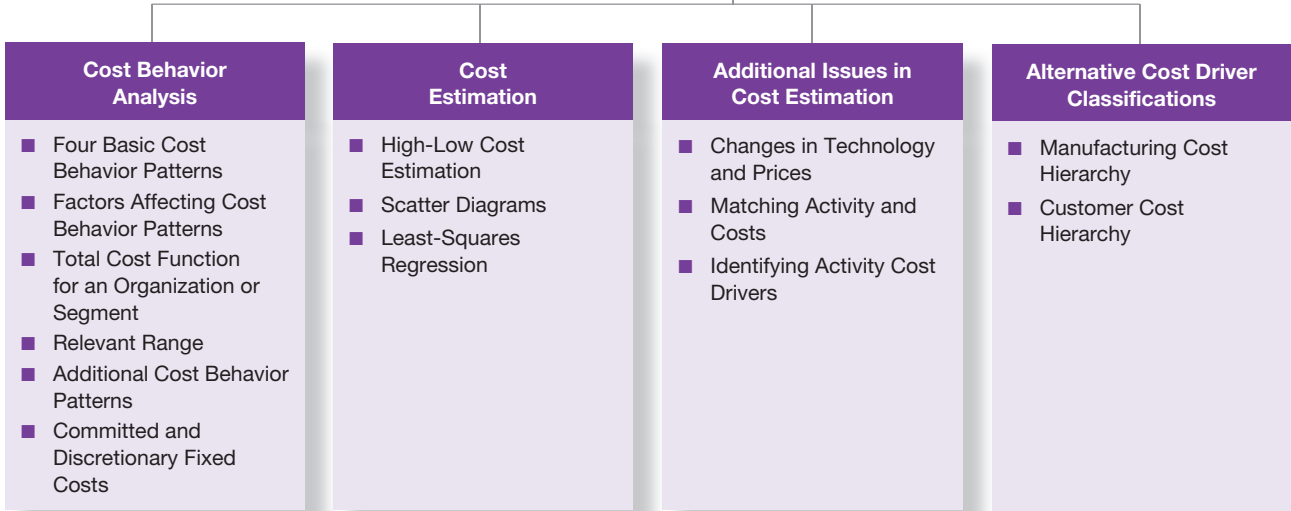 Cost Behavior
Analysis
■ Four Basic Cost
Behavior Patterns
■ Factors Affecting Cost
Behavior Patterns
■ Total Cost Function
for an Organization or
Segment
■ Relevant Range
■ Additional Cost Behavior
Patterns
■ Committed and
Discretionary Fixed
Costs
Cost
Estimation
■ High-Low Cost
Estimation
■ Scatter Diagrams
■ Least-Squares
Regression
Additional Issues in
Cost Estimation
■ Changes in Technology
and Prices
■ Matching Activity and
Costs
■ Identifying Activity Cost
Drivers
Alternative Cost Driver
Classifications
■ Manufacturing Cost
Hierarchy
■ Customer Cost
Hierarchy